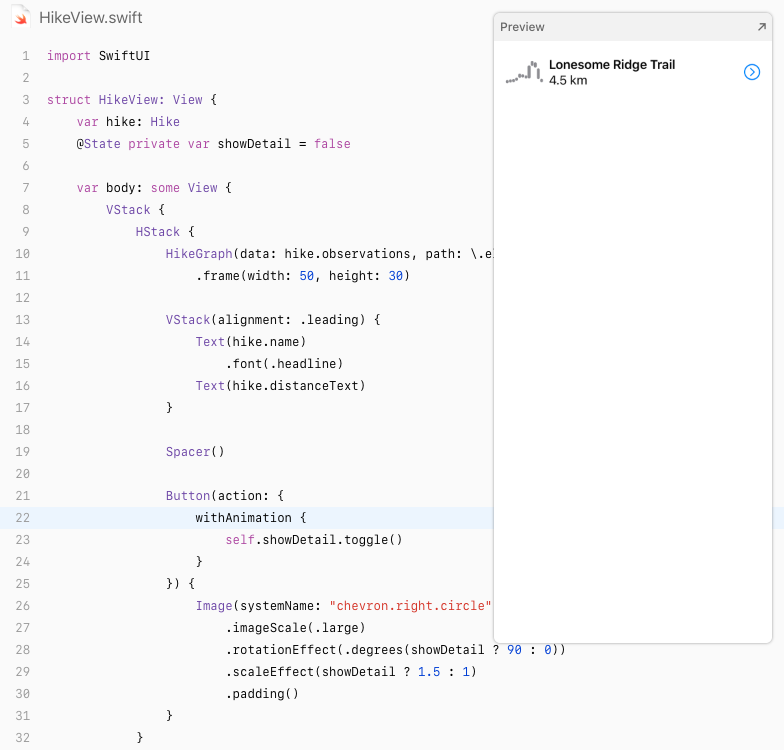 HikeView.swift
1 import SwiftUI
2
3 struct HikeView: View {
4 var hike: Hike
5 @State private var showDetail = false
6
7 var body: some View {
8 VStack {
9 HStack {
10 HikeGraph(data: hike.observations, path: \.el
11 .frame(width: 50, height: 30)
12
13 VStack(alignment: .leading) {
14 Text(hike.name)
15 .font(.headline)
16 Text(hike.distanceText)
17 }
18
19 Spacer()
20
21 Button(action: {
22 withAnimation {
23 self.showDetail.toggle()
24 }
25 }) {
26 Image(systemName: "chevron.right.circle"
27 .imageScale(.large)
28 .rotationEffect(.degrees(showDetail ? 90 : 0))
29 .scaleEffect(showDetail ? 1.5 : 1)
30 .padding()
31 }
32 }
Preview
Lonesome Ridge Trail
4.5 km